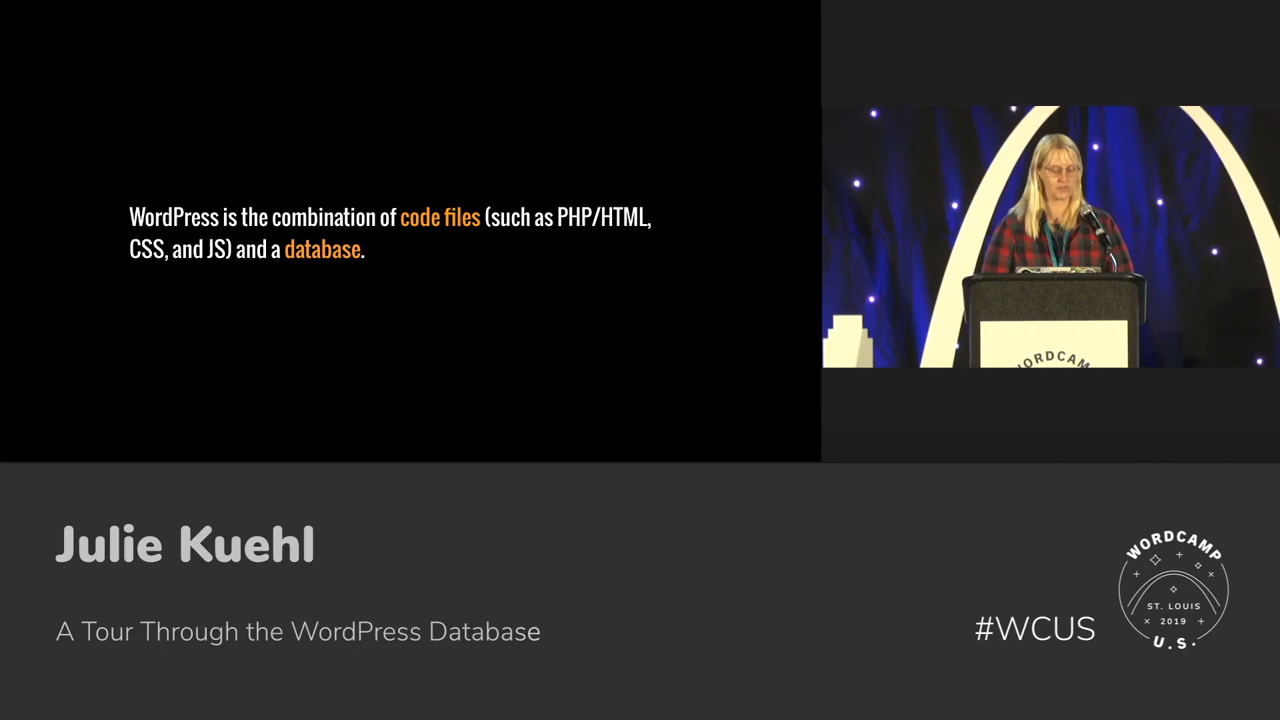 WordPress is the combination of code files (such as PHP/HTML,
CSS, and JS) and a database.
WORDCAM
Julie Kuehl
A Tour Through the WordPress Database
#WCUS
WORDCAMP
ST. LOUIS
2019
U.S.